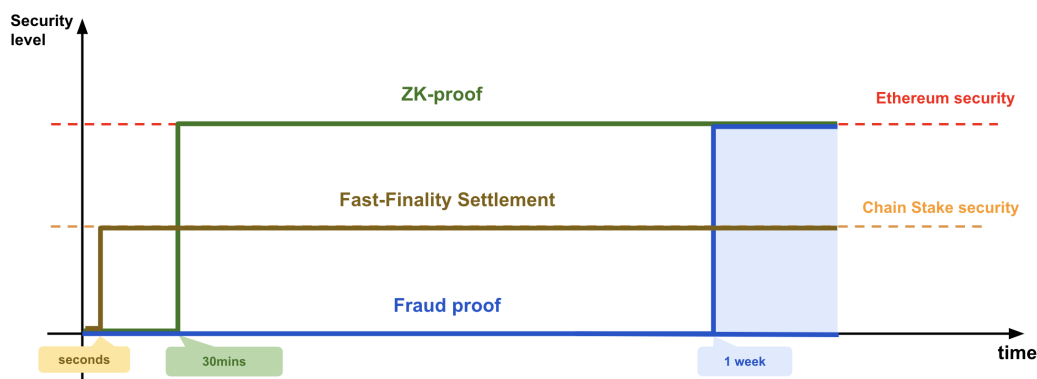 Security
level
ZK-proof
Ethereum security
Fast-Finality Settlement
Chain Stake security
Fraud proof
time
seconds
30mins
1 week